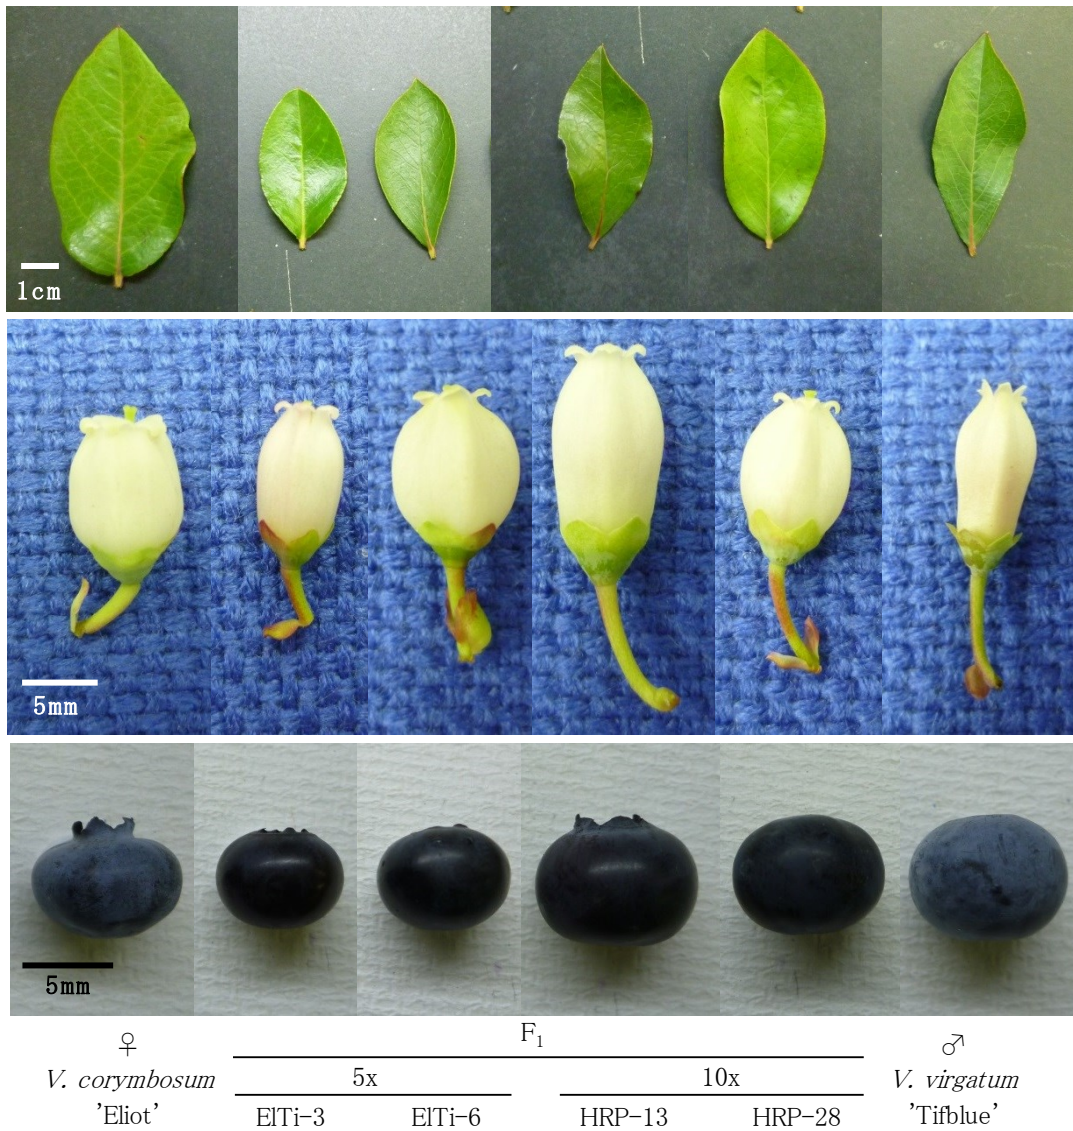 1cm
5mm
5mm
♀ F₁ ♂
V. corymbosum 5x 10x V. virgatum
'Eliot' ElTi-3 ElTi-6 HRP-13 HRP-28 'Tifblue'